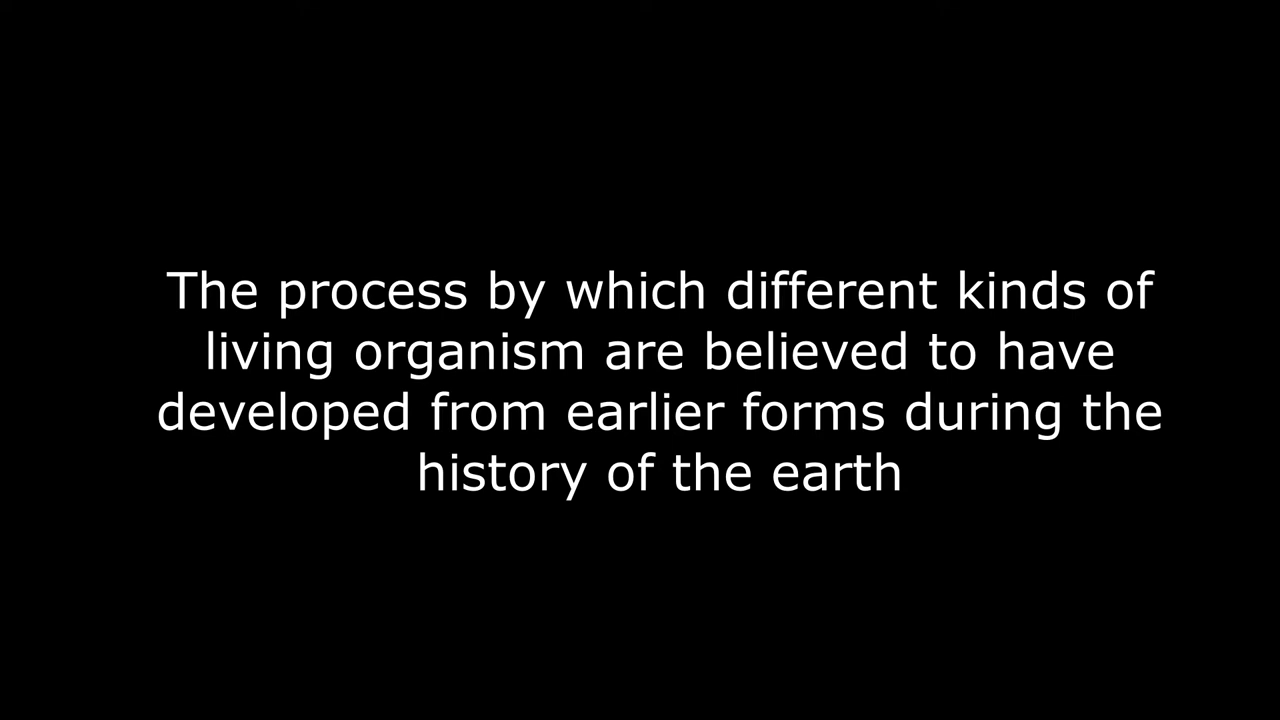 The process by which different kinds of
living organism are believed to have
developed from earlier forms during the
history of the earth